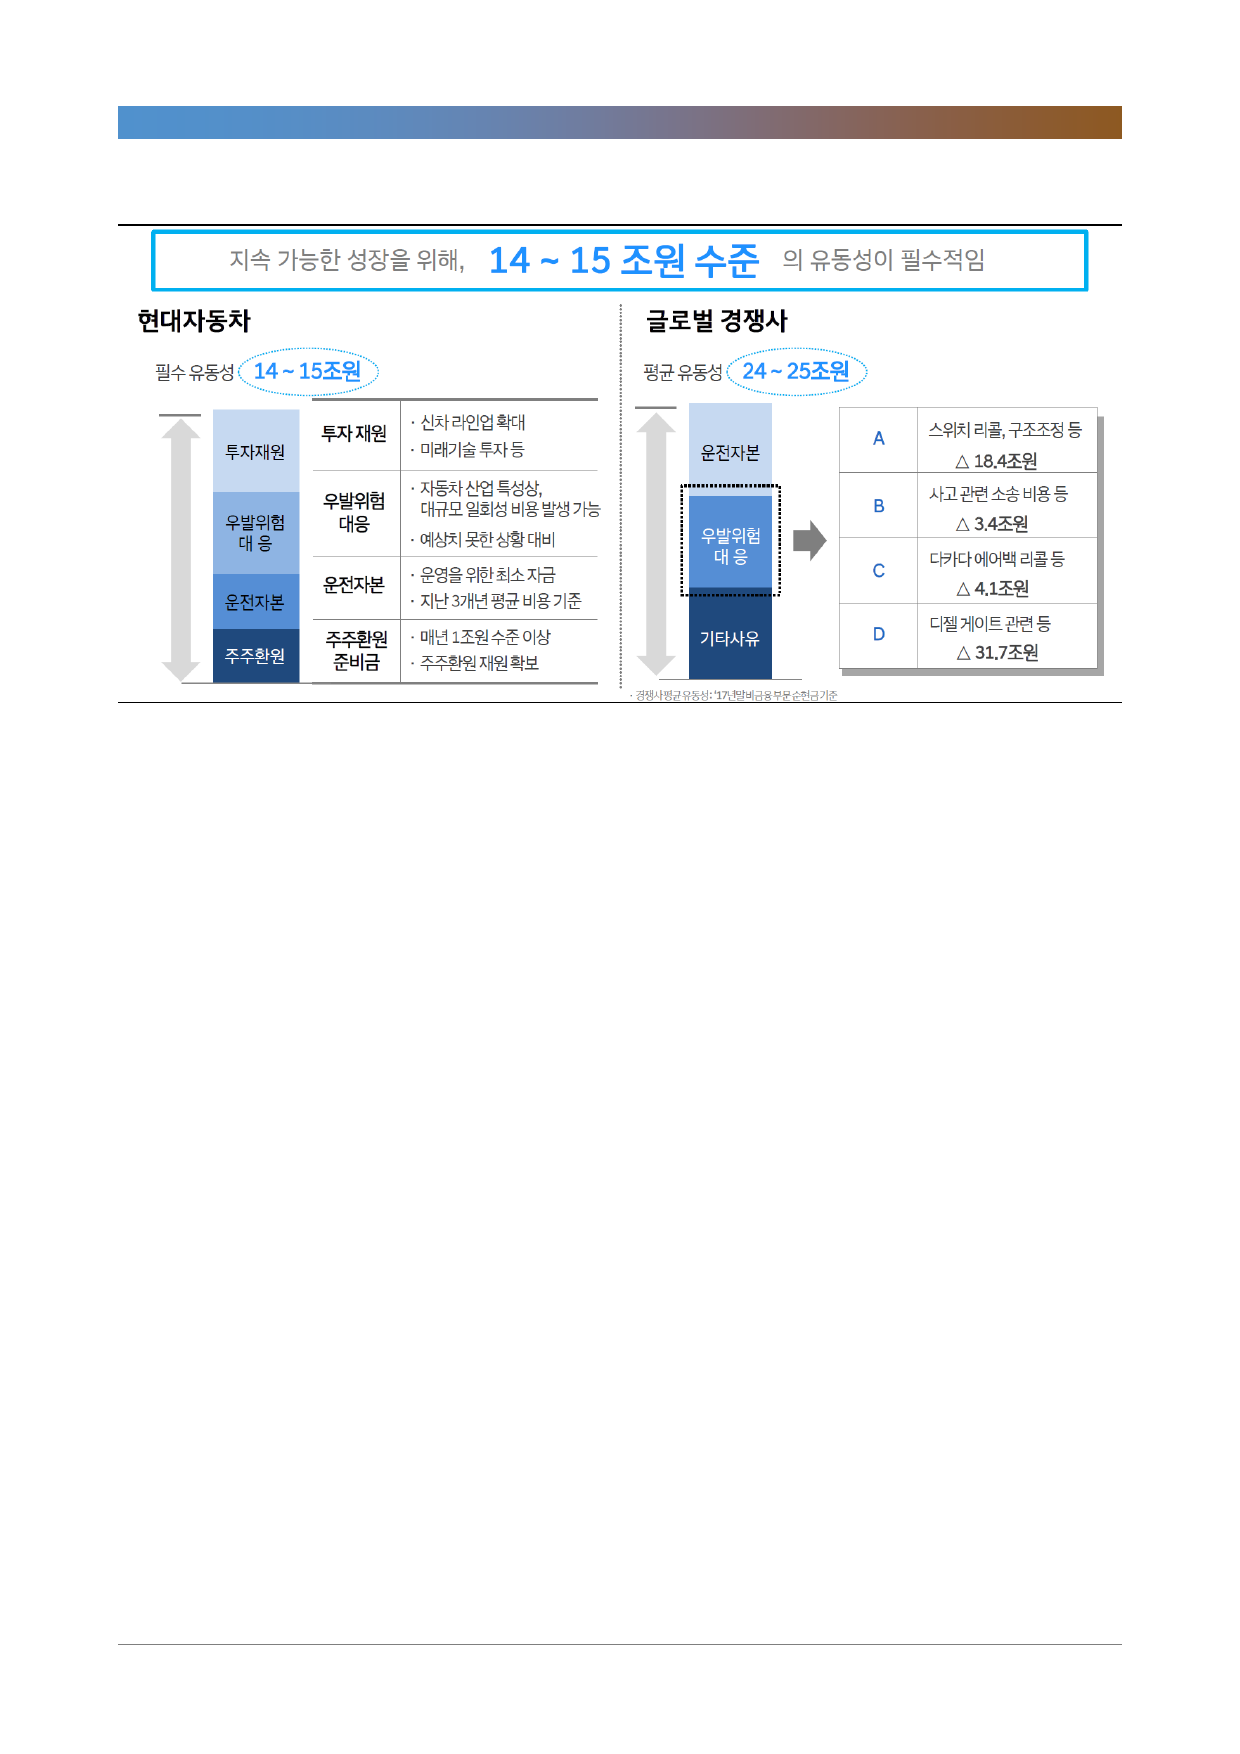 지속 가능한 성장을 위해, 14 ~ 15 조원 수준 의 유동성이 필수적임
현대자동차
필수 유동성 14 ~ 15조원
투자재원
우발위험
대 응
운전자본
주주환원
투자 재원
· 신차 라인업 확대
· 미래기술 투자 등
우발위험
대응
· 자동차 산업 특성상,
대규모 일회성 비용 발생 가능
· 예상치 못한 상황 대비
운전자본
· 운영을 위한 최소 자금
· 지난 3개년 평균 비용 기준
주주환원
준비금
· 매년 1조원 수준 이상
· 주주환원 재원 확보
글로벌 경쟁사
평균 유동성 24 ~ 25조원
운전자본
우발위험
대 응
기타사유
A
스위치 리콜, 구조조정 등
△ 18.4조원
B
사고 관련 소송 비용 등
△ 3.4조원
C
다카다 에어백 리콜 등
△ 4.1조원
D
디젤 게이트 관련 등
△ 31.7조원
· 경쟁사 평균 유동성 : '17년말 비금융 부문 순현금 기준